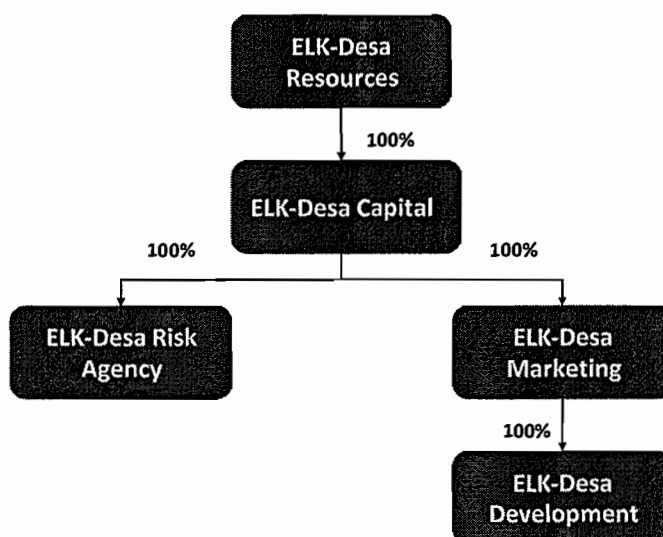 ELK-Desa
Resources
100%
ELK-Desa Capital
100%
100%
ELK-Desa Risk
Agency
ELK-Desa
Marketing
100%
ELK-Desa
Development